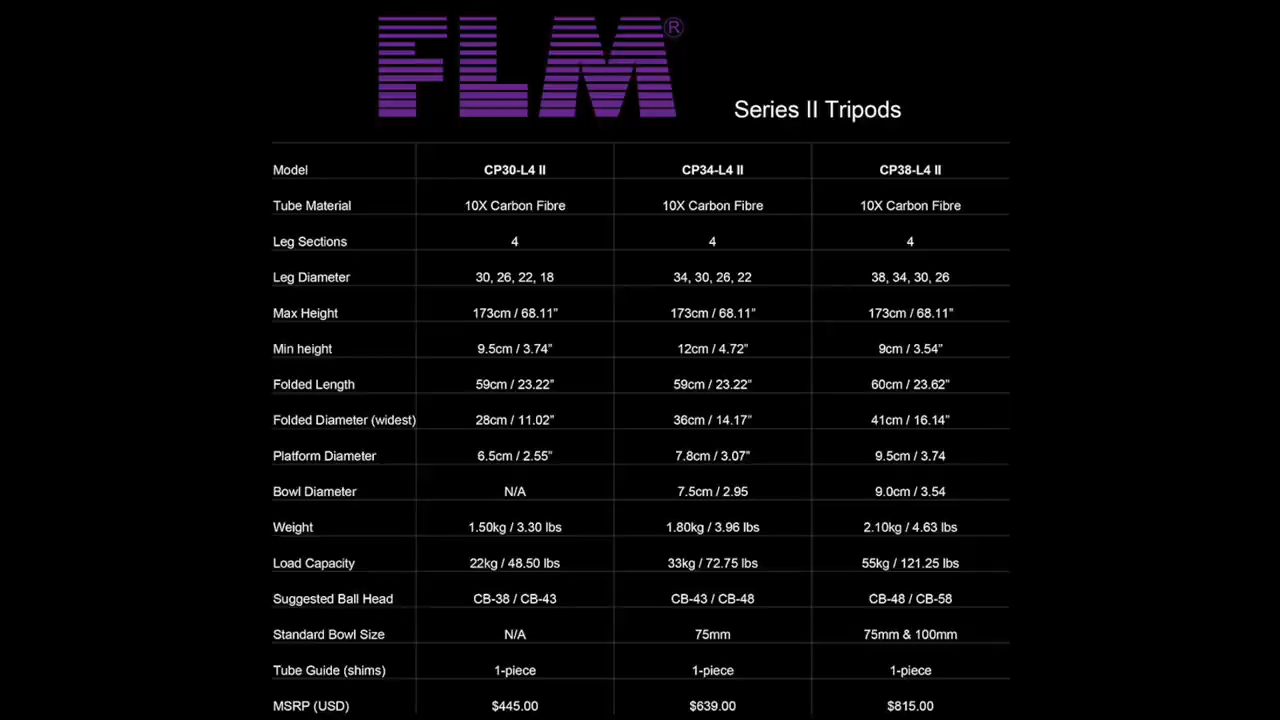 FLM®
Series II Tripods
Model CP30-L4 II CP34-L4 II CP38-L4 II
Tube Material 10X Carbon Fibre 10X Carbon Fibre 10X Carbon Fibre
Leg Sections 4 4 4
Leg Diameter 30, 26, 22, 18 34, 30, 26, 22 38, 34, 30, 26
Max Height 173cm / 68.11” 173cm / 68.11” 173cm / 68.11”
Min height 9.5cm / 3.74” 12cm / 4.72” 9cm / 3.54”
Folded Length 59cm / 23.22” 59cm / 23.22“ 60cm / 23.62”
Folded Diameter (widest) 28cm / 11.02” 36cm / 14.17” 41cm / 16.14”
Platform Diameter 6.5cm / 2.55” 7.8cm / 3.07” 9.5cm / 3.74
Bowl Diameter N/A 7.5cm / 2.95 9.0cm / 3.54
Weight 1.50kg / 3.30 lbs 1.80kg / 3.96 lbs 2.10kg / 4.63 lbs
Load Capacity 22kg / 48.50 lbs 33kg / 72.75 lbs 55kg / 121.25 lbs
Suggested Ball Head CB-38 / CB-43 CB-43 / CB-48 CB-48 / CB-58
Standard Bowl Size N/A 75mm 75mm & 100mm
Tube Guide (shims) 1-piece 1-piece 1-piece
MSRP (USD) $445.00 $639.00 $815.00